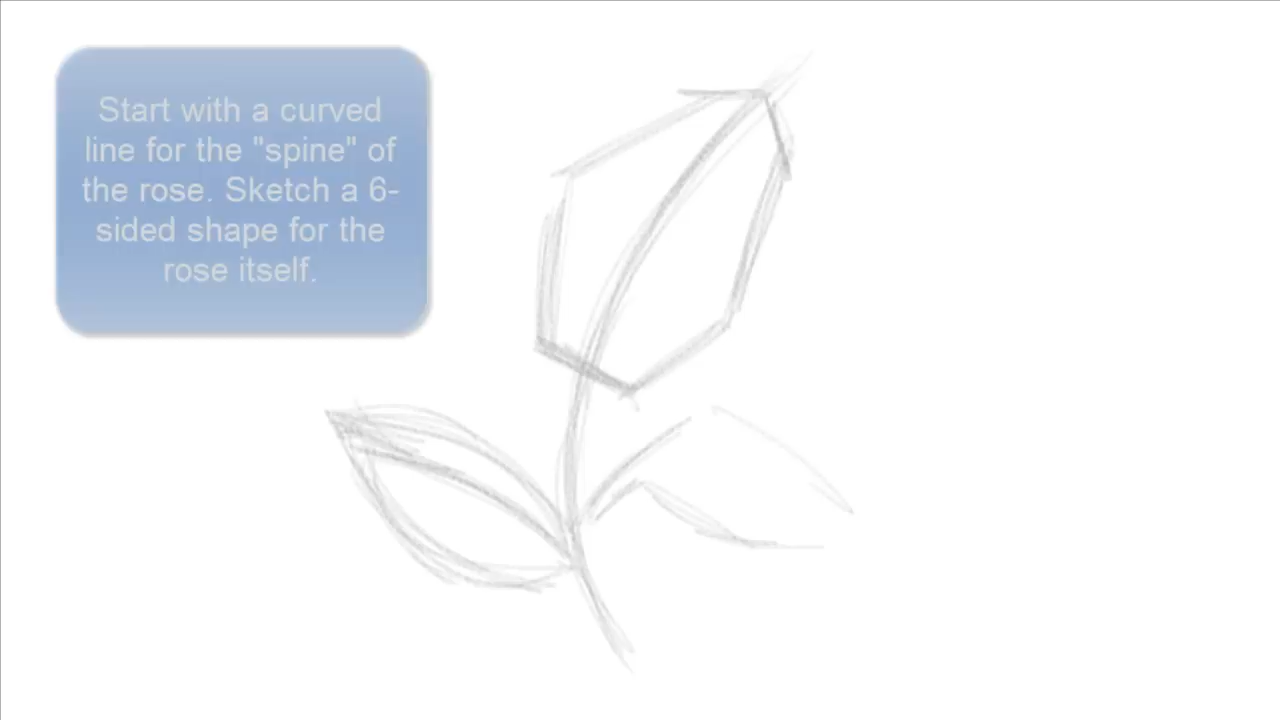 Start with a curved
line for the "spine" of
the rose. Sketch a 6-
sided shape for the
rose itself.